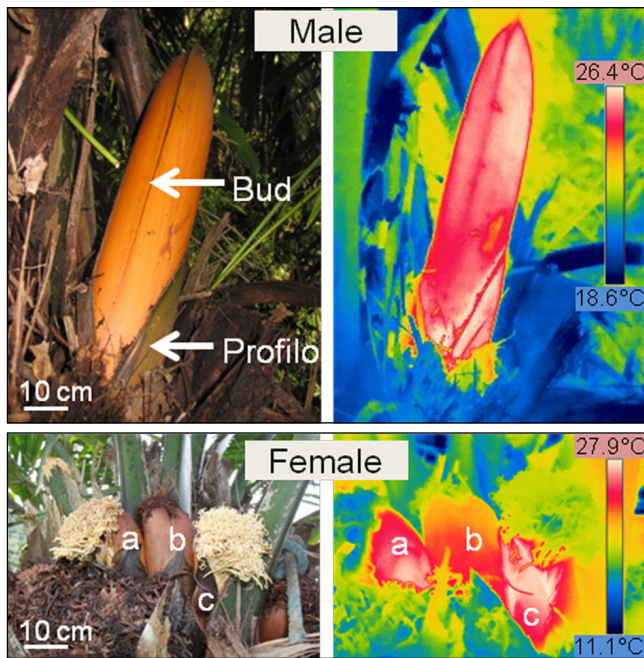 Male
26.4°C
Bud
18.6°C
Profilo
10 cm
Female
27.9°C
a
b
c
a
b
c
10 cm
11.1°C